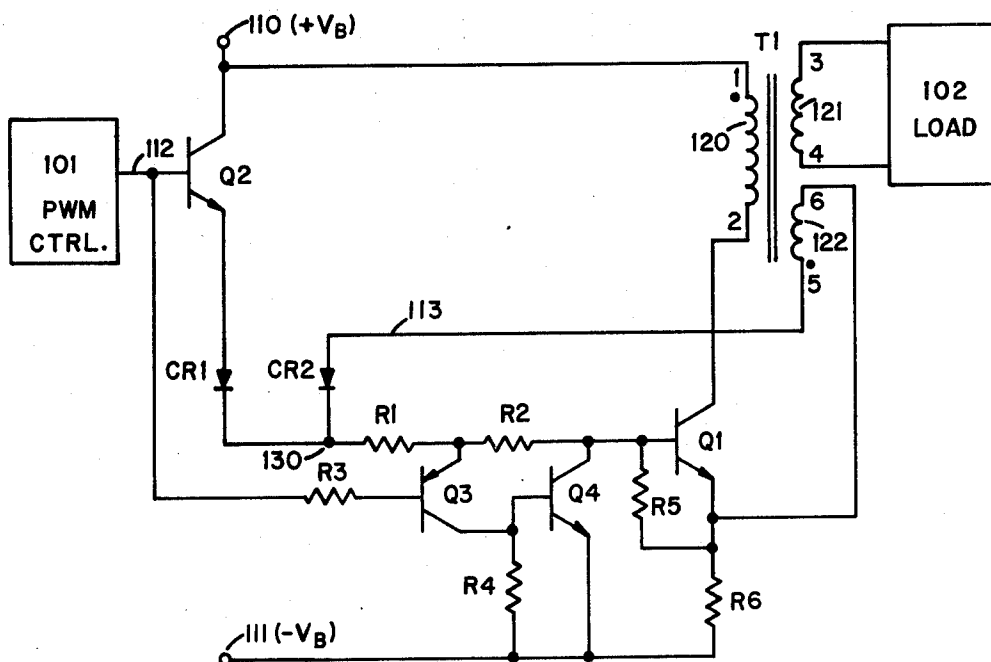 110 (+VB)
T1
101
PWM
CTRL.
112
Q2
1
120
2
3
121
4
102
LOAD
6
122
5
113
CR1
CR2
R1
R2
130
R3
Q3
Q4
Q1
R5
R4
R6
111 (-VB)